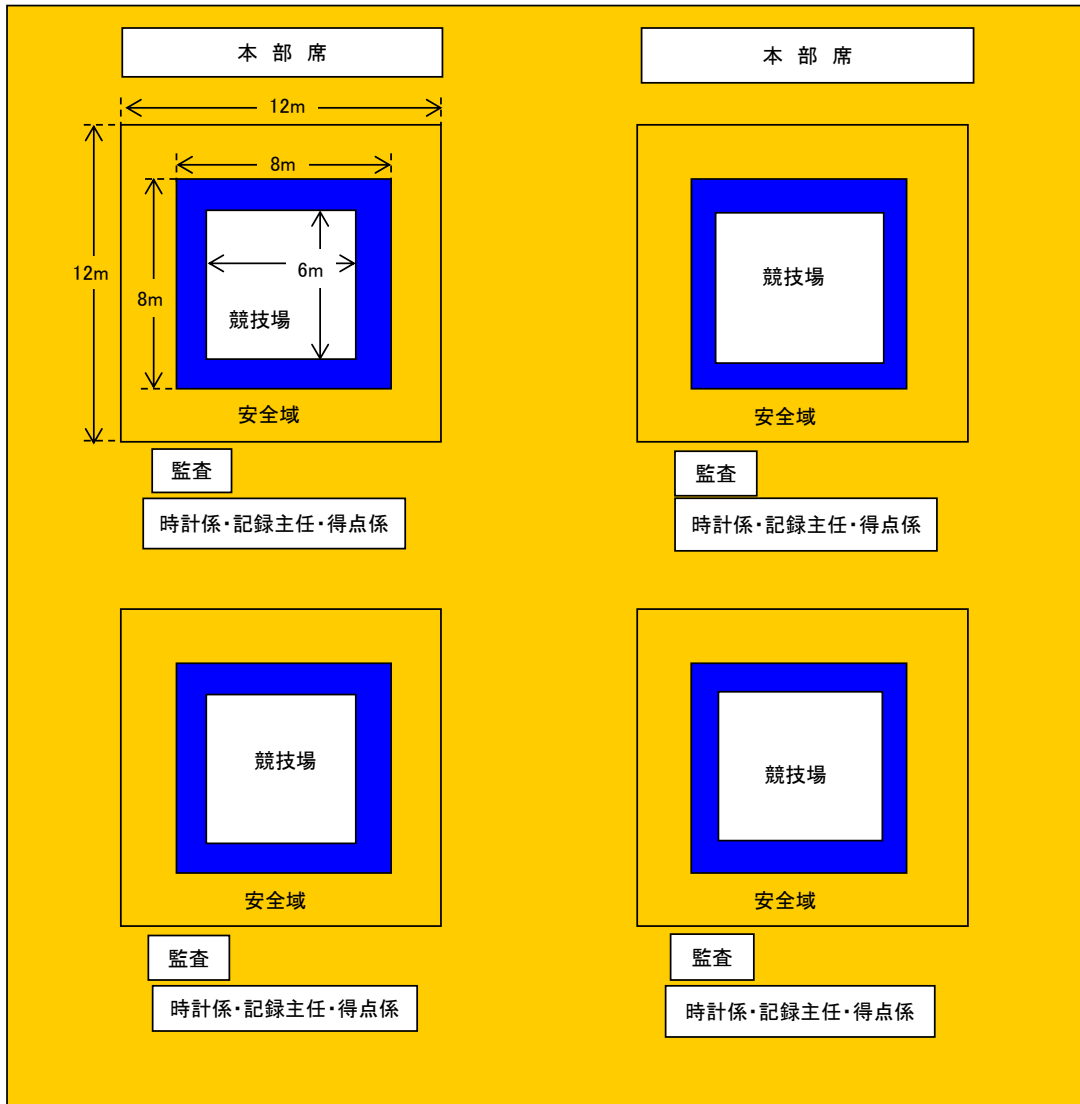 本 部 席
本 部 席
12m
8m
12m
6m
8m
競技場
競技場
安全域
安全域
監査
監査
時計係・記録主任・得点係
時計係・記録主任・得点係
競技場
競技場
安全域
安全域
監査
監査
時計係・記録主任・得点係
時計係・記録主任・得点係